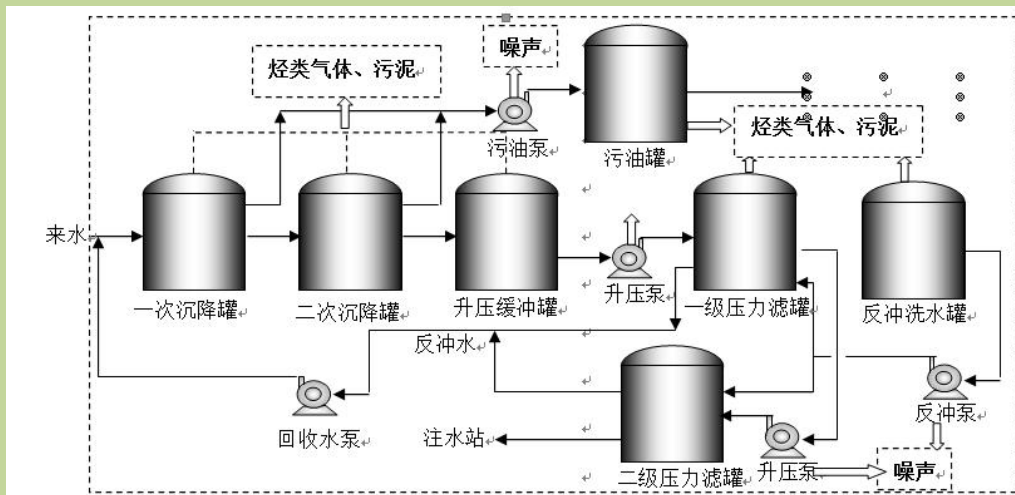 噪声
烃类气体、污泥
污油泵
污油罐
烃类气体、污泥
来水
一次沉降罐
二次沉降罐
升压缓冲罐
升压泵
一级压力滤罐
反冲洗水罐
反冲水
反冲泵
回收水泵
注水站
二级压力滤罐
升压泵
噪声